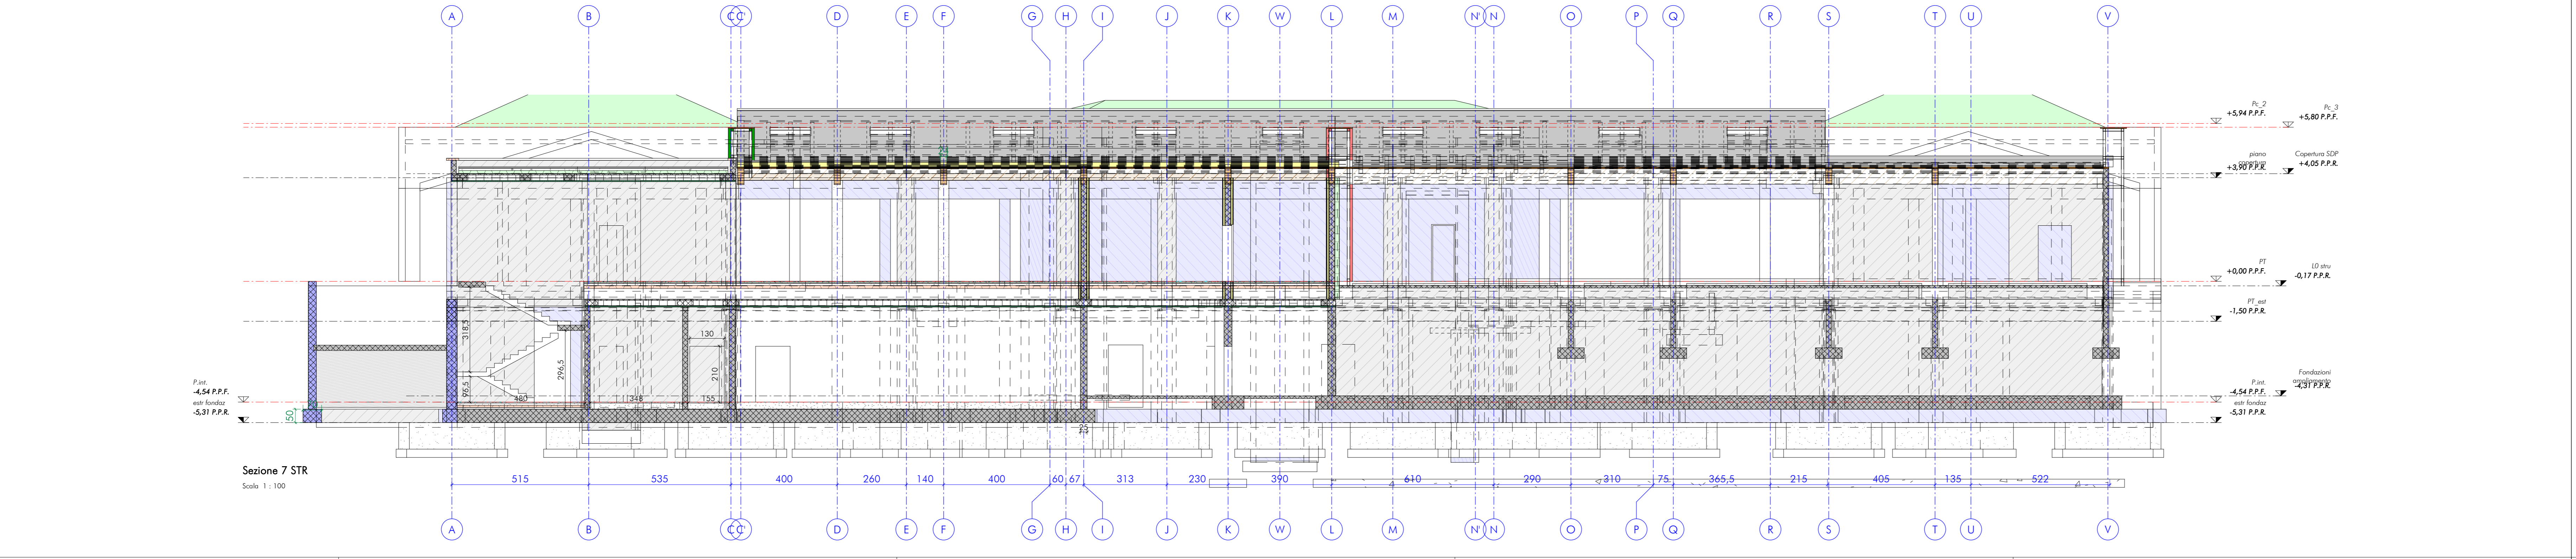 A B C C' D E F G H I J K W L M N' N O P Q R S T U V
Pc_2
+5,94 P.P.F.
Pc_3
+5,80 P.P.F.
piana
copertura
+3,90 P.P.R.
Copertura SDP
+4,05 P.P.R.
PT
+0,00 P.P.F.
L0 stru
-0,17 P.P.R.
PT_est
-1,50 P.P.R.
318,5
130
296,5
210
96,5
480
348
155
50
25
P.int.
-4,54 P.P.F.
estr fondaz
-5,31 P.P.R.
Fondazioni
ampliamento
-4,31 P.P.R.
P.int.
-4,54 P.P.F.
estr fondaz
-5,31 P.P.R.
Sezione 7 STR
Scala 1 : 100
515 535 400 260 140 400 60 67 313 230 390 610 290 310 75 365,5 215 405 135 522
A B C C' D E F G H I J K W L M N' N O P Q R S T U V